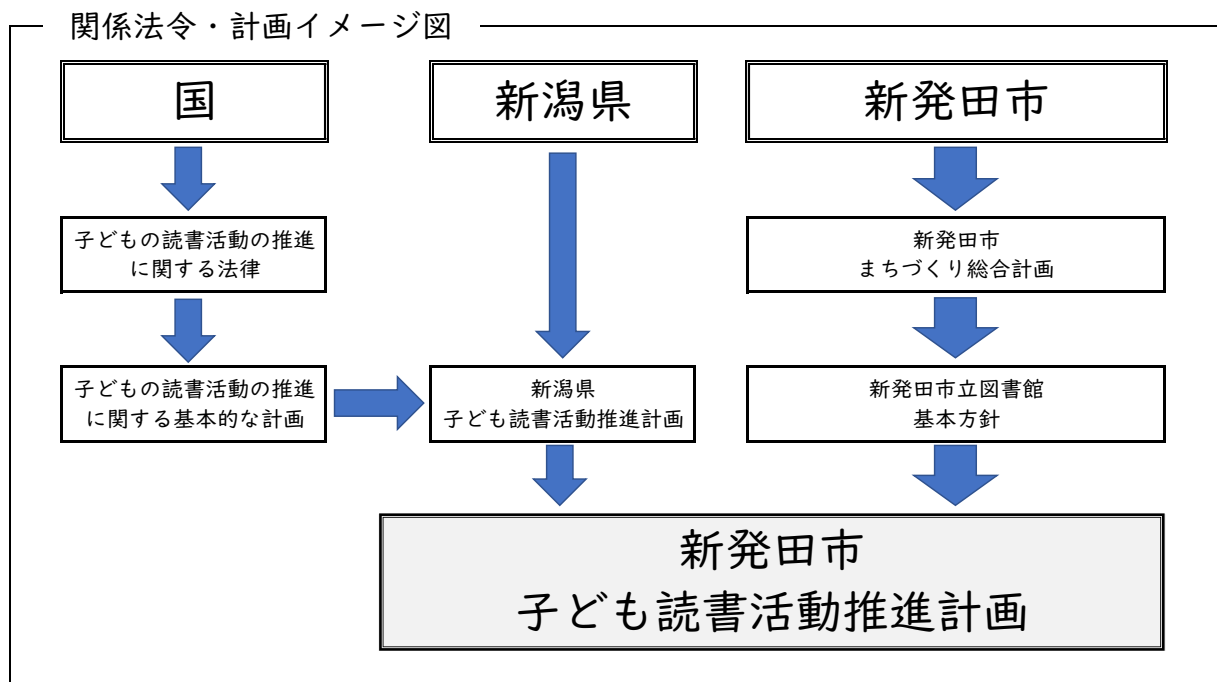 関係法令・計画イメージ図
国
新潟県
新発田市
子どもの読書活動の推進
に関する法律
新発田市
まちづくり総合計画
子どもの読書活動の推進
に関する基本的な計画
新潟県
子ども読書活動推進計画
新発田市立図書館
基本方針
新発田市
子ども読書活動推進計画